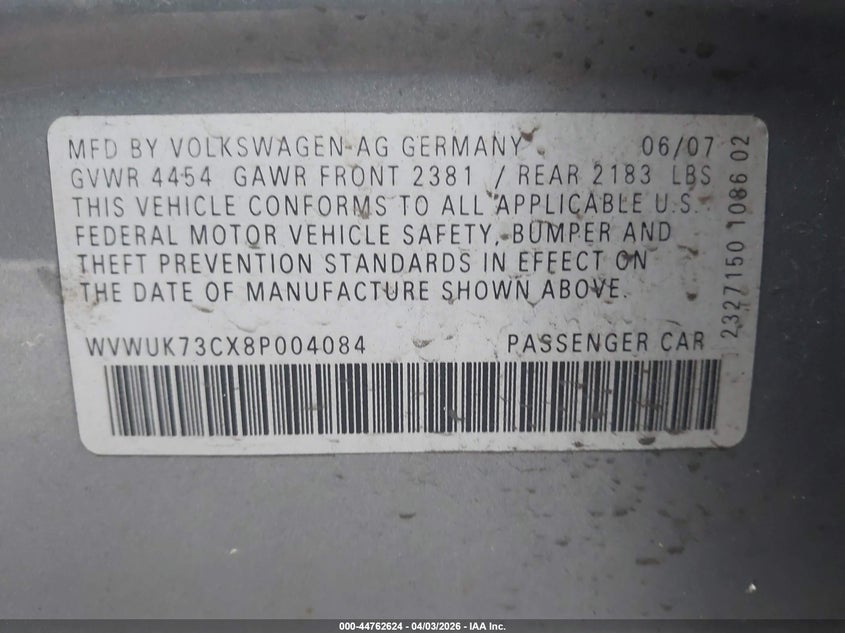 MFD BY VOLKSWAGEN AG GERMANY 06/07
GVWR 4454 GAWR FRONT 2381 / REAR 2183 LBS
THIS VEHICLE CONFORMS TO ALL APPLICABLE U.S.
FEDERAL MOTOR VEHICLE SAFETY, BUMPER AND
THEFT PREVENTION STANDARDS IN EFFECT ON
THE DATE OF MANUFACTURE SHOWN ABOVE.
WVWUK73CX8P004084 PASSENGER CAR
2327150 1086 02
000-44762624 - 04/03/2026 - IAA Inc.